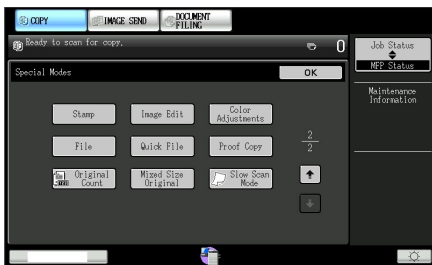 COPY
IMAGE SEND
DOCUMENT
FILING
Ready to scan for copy.
0
Job Status
MFP Status
Special Modes
OK
Maintenance
Information
Stamp
Image Edit
Color
Adjustments
File
Quick File
Proof Copy
2
2
Original
Count
Mixed Size
Original
Slow Scan
Mode